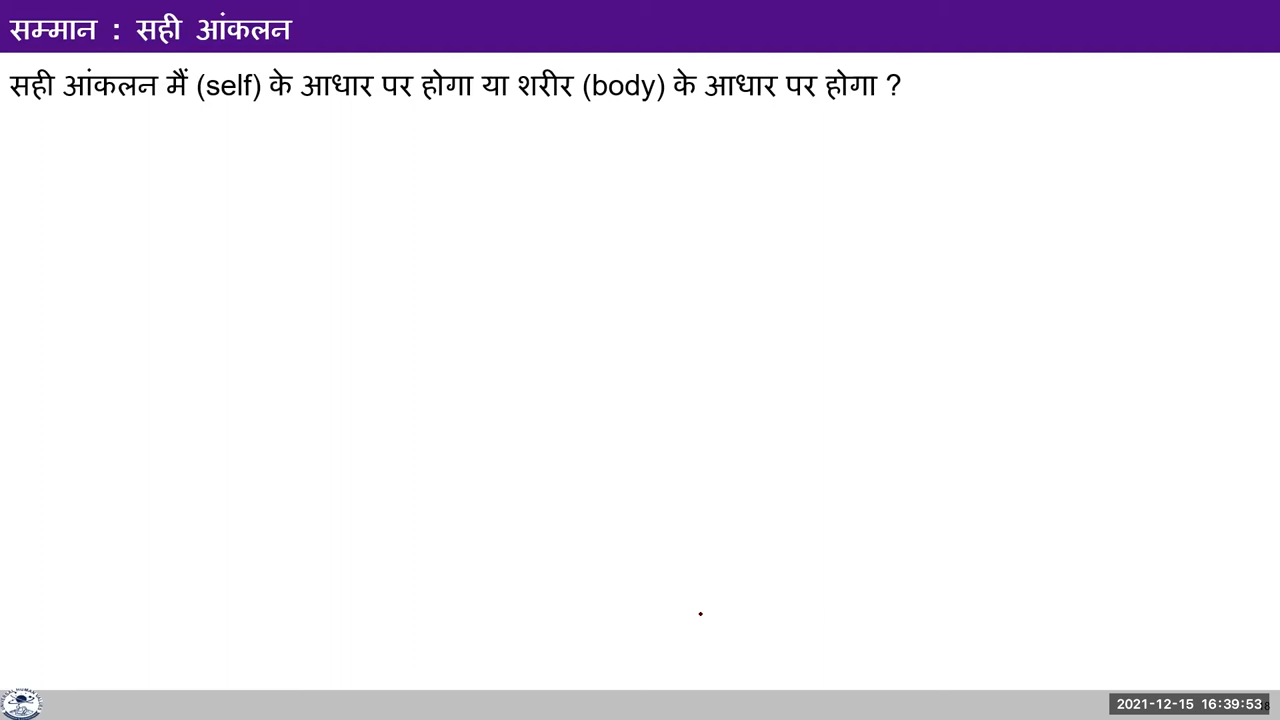 सम्मान : सही आंकलन
सही आंकलन मैं (self) के आधार पर होगा या शरीर (body) के आधार पर होगा ?
2021-12-15 16:39:53